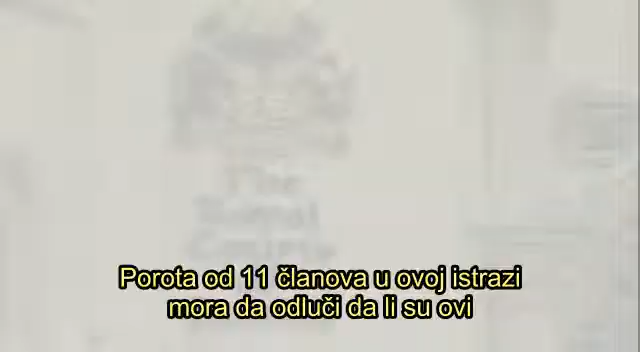 Porota od 11 članova u ovoj istrazi
mora da odluči da li su ovi